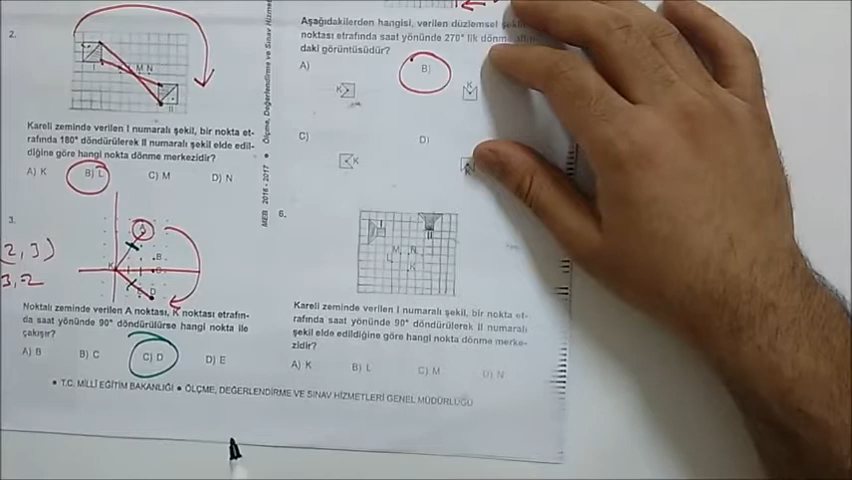 2.
I
M N
II
Kareli zeminde verilen I numaralı şekil, bir nokta et-
rafında 180° döndürülerek II numaralı şekil elde edil-
diğine göre hangi nokta dönme merkezidir?
A) K
B) L
C) M
D) N
3.
2, 3)
3,-2
A
K
B
C
D
Noktalı zeminde verilen A noktası, K noktası etrafın-
da saat yönünde 90° döndürülürse hangi nokta ile
çakışır?
A) B
B) C
C) D
D) E
• T.C. MİLLİ EĞİTİM BAKANLIĞI • ÖLÇME, DEĞERLENDİRME VE SINAV HİZMETLERİ GENEL MÜDÜRLÜĞÜ
MEB 2016 - 2017 • Ölçme, Değerlendirme ve Sınav
Aşağıdakilerden hangisi, verilen düzlemsel
noktası etrafında saat yönünde 270° lik dönme
daki görüntüsüdür?
A)
K
B)
K
C)
K
D)
K
6.
I
II
M
N
L
K
Kareli zeminde verilen I numaralı şekil, bir nokta et-
rafında saat yönünde 90° döndürülerek II numaralı
şekil elde edildiğine göre hangi nokta dönme merke-
zidir?
A) K
B) L
C) M
D) N